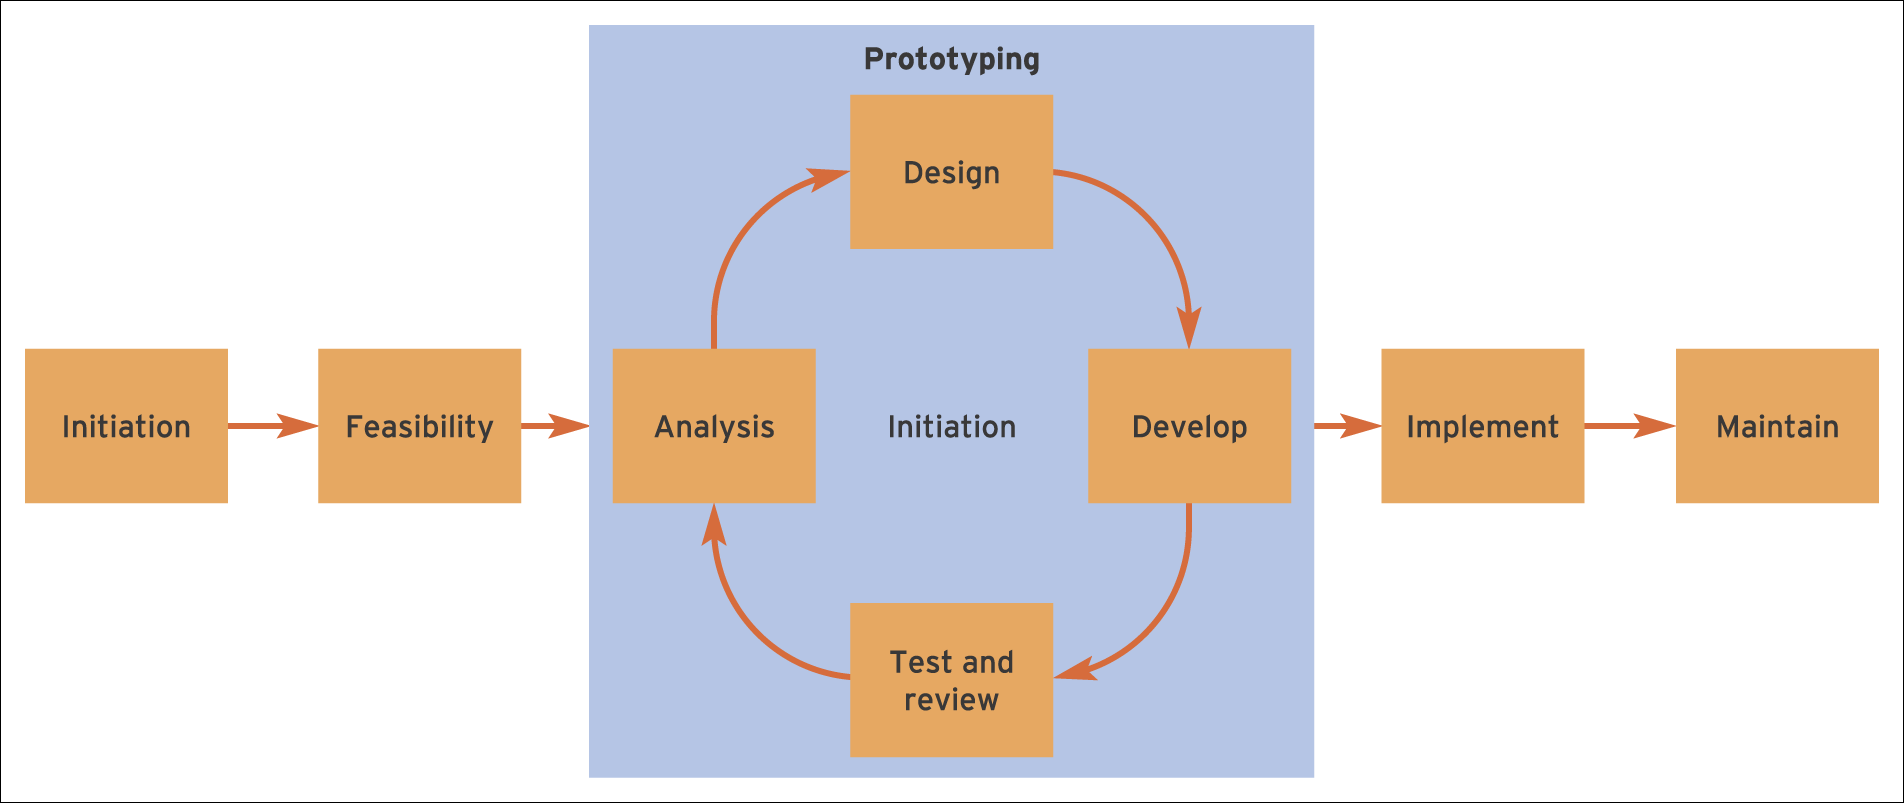 Prototyping
Design
Initiation
Feasibility
Analysis
Initiation
Develop
Implement
Maintain
Test and
review